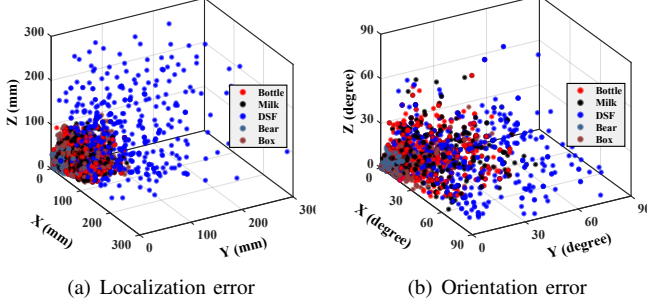 300
200
100
0
Z (mm)
0
100
200
300
X (mm)
0
100
200
300
Y (mm)
Bottle
Milk
DSF
Bear
Box
(a) Localization error
90
60
30
0
Z (degree)
0
30
60
90
X (degree)
0
30
60
90
Y (degree)
Bottle
Milk
DSF
Bear
Box
(b) Orientation error